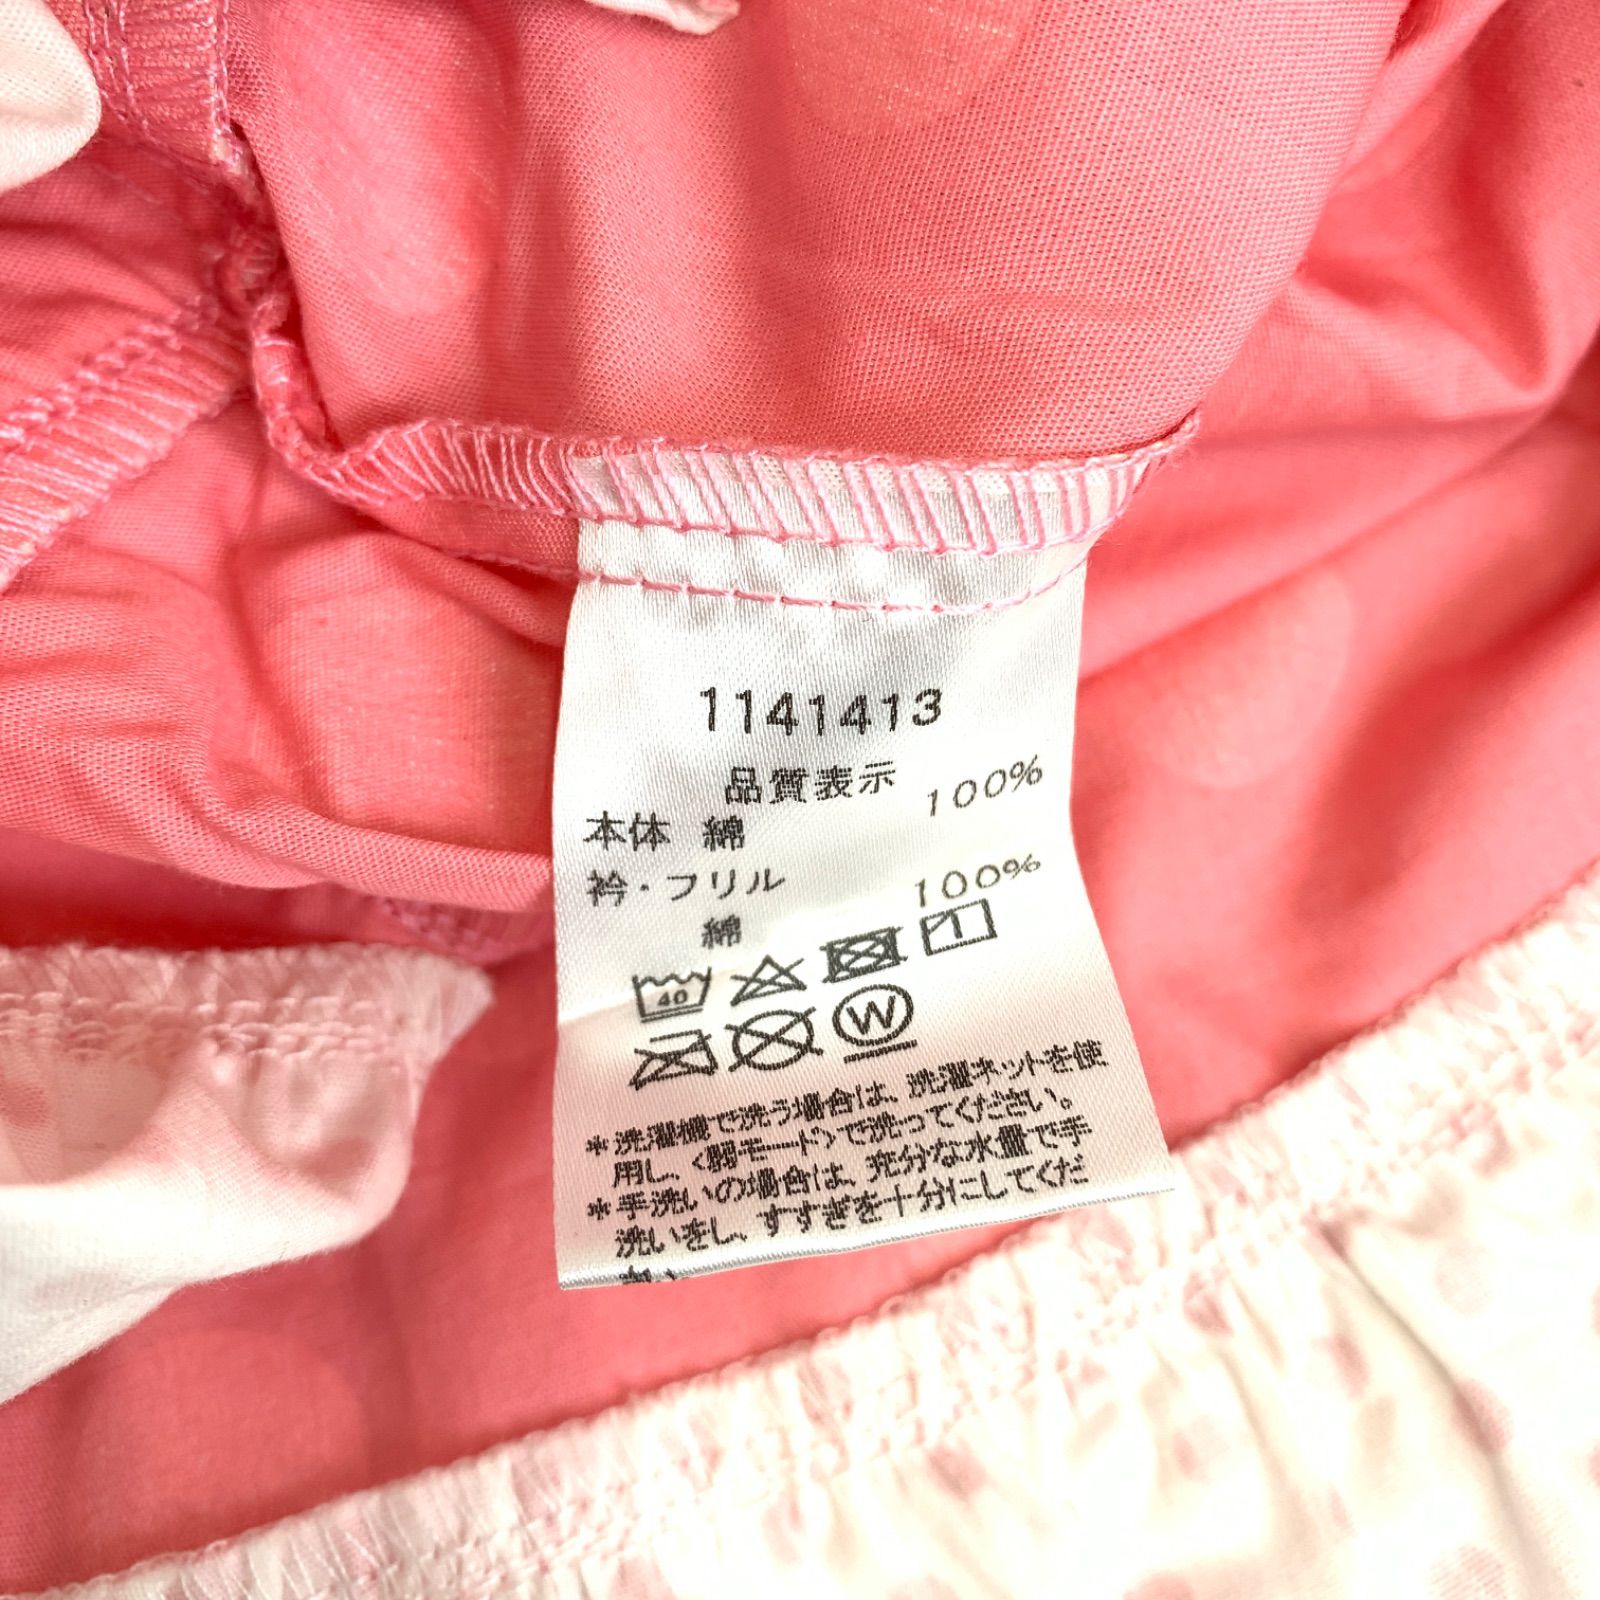 1141413
品質表示
本体 綿 100%
衿・フリル
綿 100%
40
W
*洗濯機で洗う場合は、洗濯ネットを使
用し、〈弱モード〉で洗ってください。
*手洗いの場合は、充分な水量で手
洗いをし、すすぎを十分にしてくだ